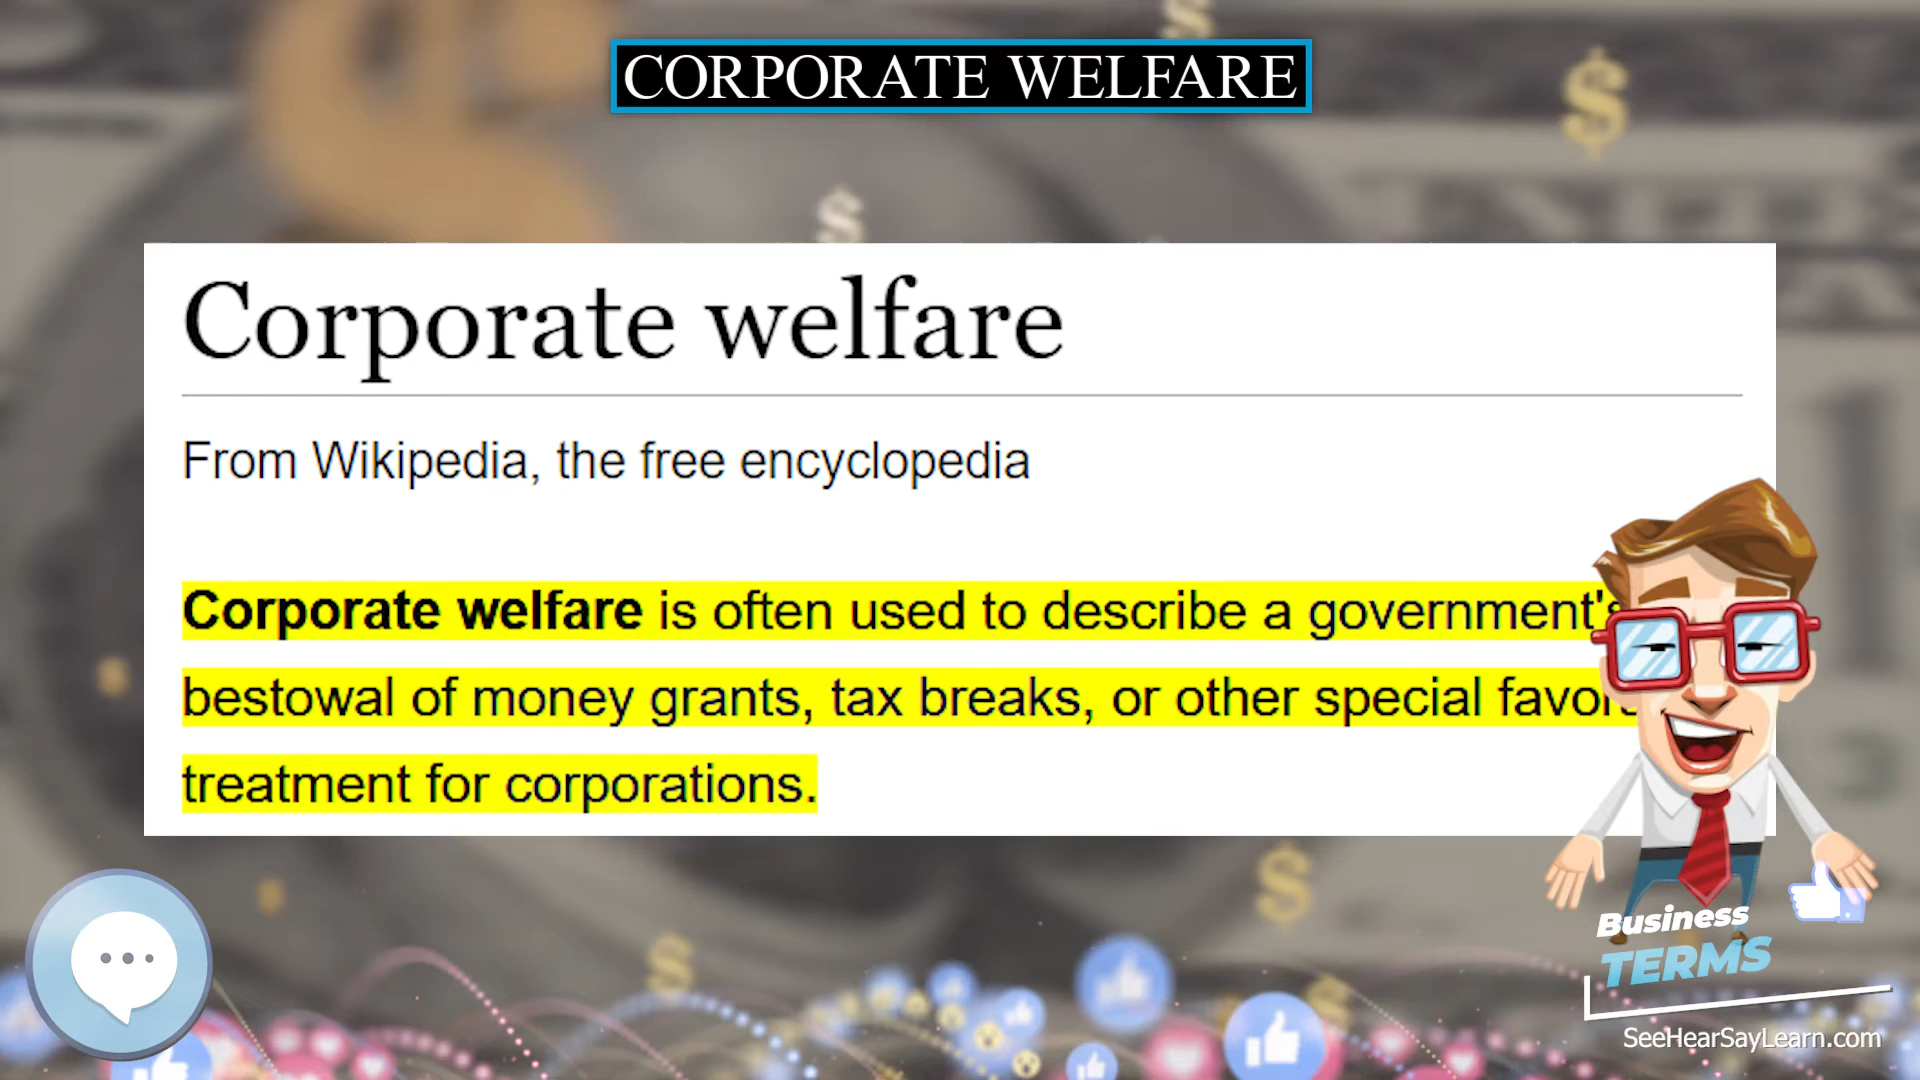 CORPORATE WELFARE
Corporate welfare
From Wikipedia, the free encyclopedia
Corporate welfare is often used to describe a government's
bestowal of money grants, tax breaks, or other special
treatment for corporations.
Business
TERMS
SeeHearSayLearn.com